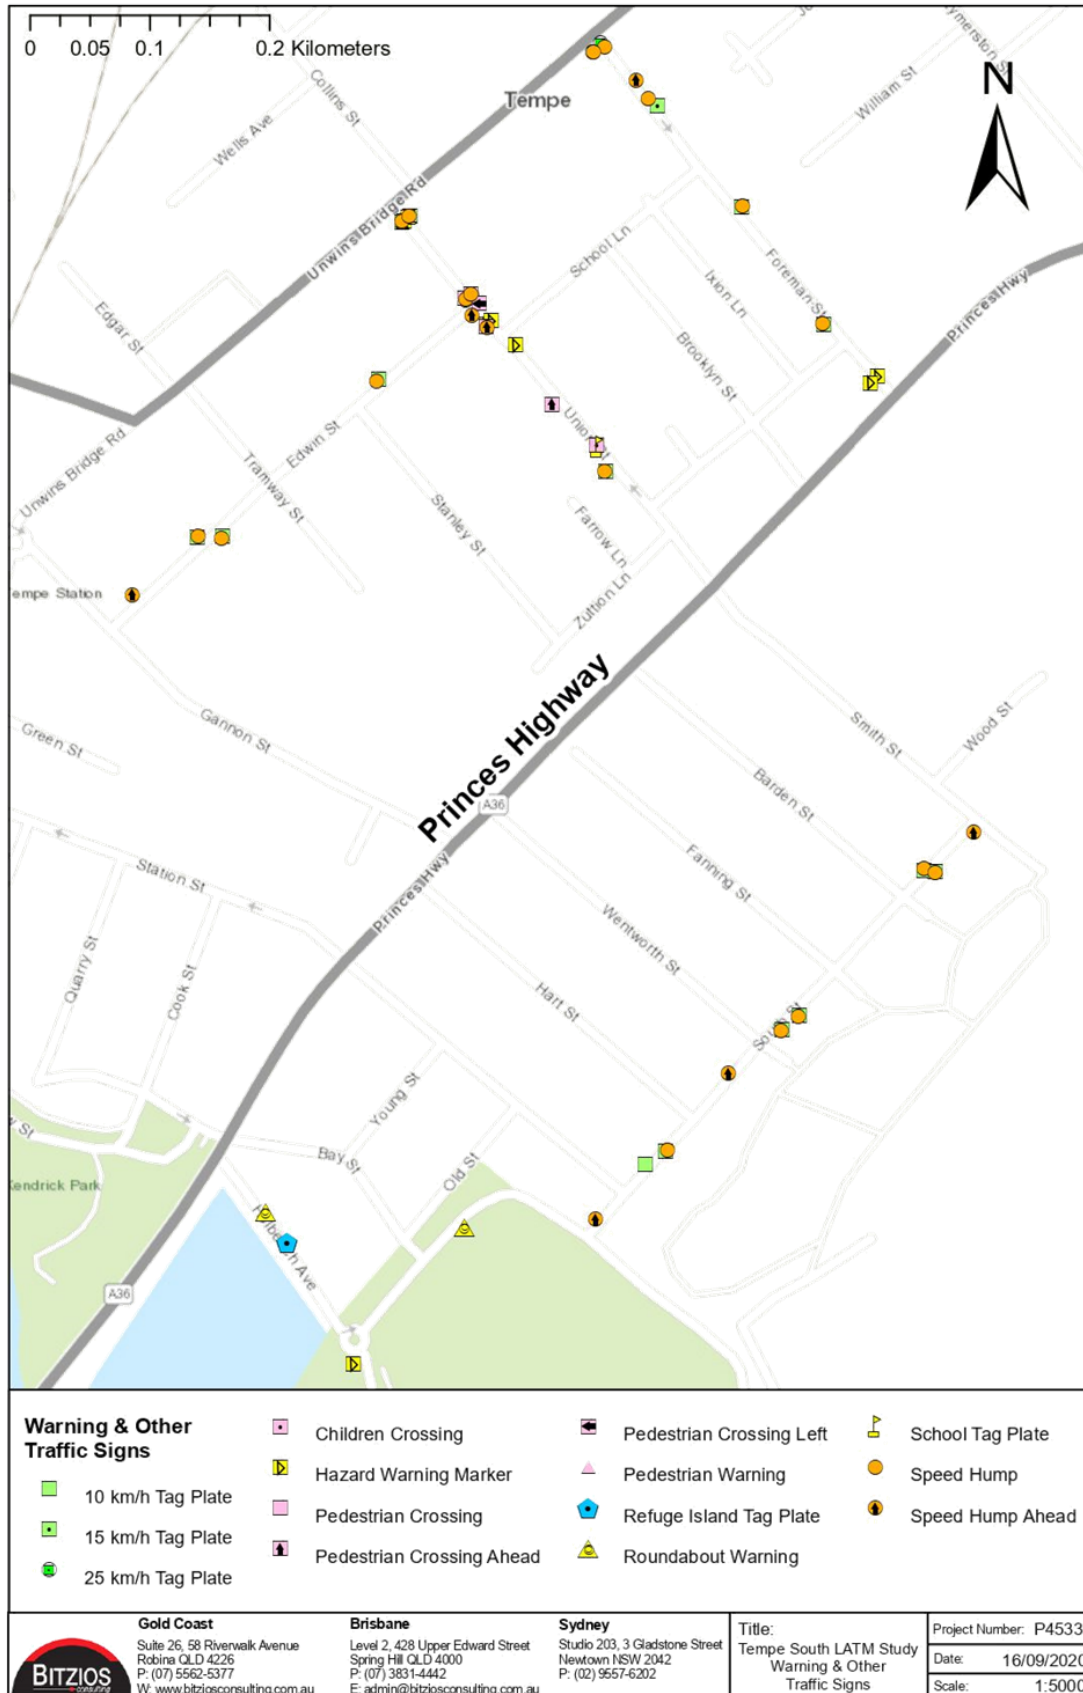 0 0.05 0.1 0.2 Kilometers
Tempe
N
Collins St
Wells Ave
William St
Unwins Bridge Rd
School Ln
Ixion Ln
Foreman St
Princes Hwy
Edgar St
Brooklyn St
Union St
Unwins Bridge Rd
Edwin St
Tramway St
Stanley St
Farrow Ln
Zuttion Ln
empe Station
Princes Highway
A36
Green St
Gannon St
Smith St
Wood St
Barden St
Princes Hwy
Station St
Fanning St
Wentworth St
Quarry St
Cook St
Hart St
South St
Young St
Bay St
Old St
Kendrick Park
A36
Warning & Other
Traffic Signs
10 km/h Tag Plate
15 km/h Tag Plate
25 km/h Tag Plate
Children Crossing
Hazard Warning Marker
Pedestrian Crossing
Pedestrian Crossing Ahead
Pedestrian Crossing Left
Pedestrian Warning
Refuge Island Tag Plate
Roundabout Warning
School Tag Plate
Speed Hump
Speed Hump Ahead
BITZIOS
consulting
Gold Coast
Suite 26, 58 Riverwalk Avenue
Robina QLD 4226
P: (07) 5562-5377
W: www.bitziosconsulting.com.au
Brisbane
Level 2, 428 Upper Edward Street
Spring Hill QLD 4000
P: (07) 3831-4442
E: admin@bitziosconsulting.com.au
Sydney
Studio 203, 3 Gladstone Street
Newtown NSW 2042
P: (02) 9557-6202
Title:
Tempe South LATM Study
Warning & Other
Traffic Signs
Project Number: P4533
Date: 16/09/2020
Scale: 1:5000